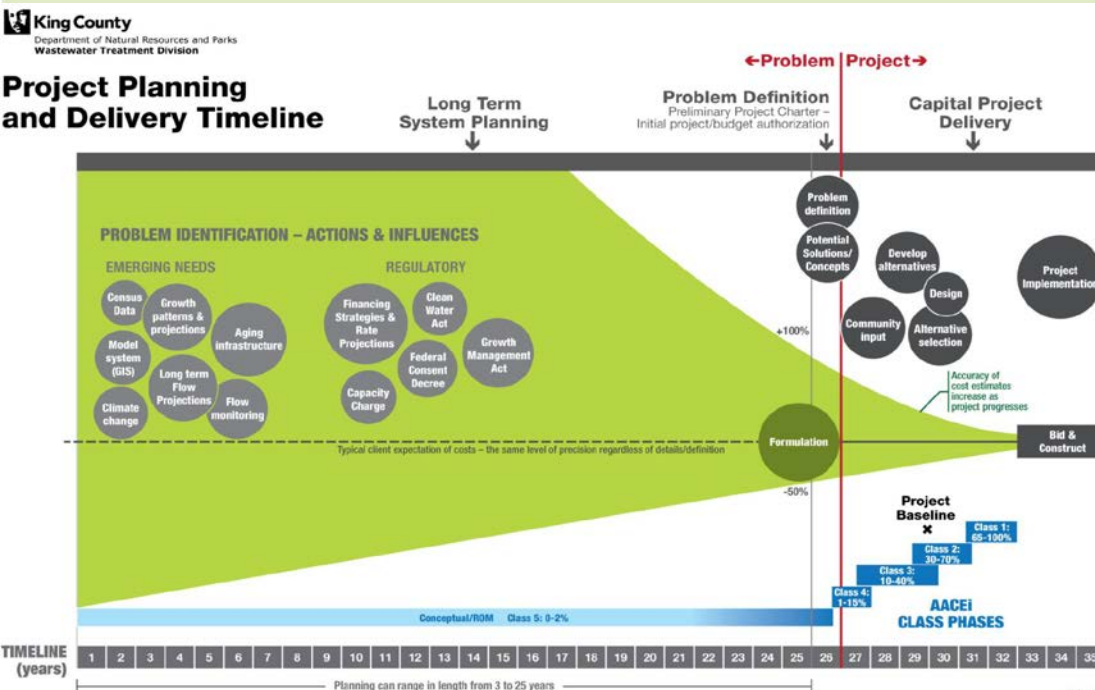 King County
Department of Natural Resources and Parks
Wastewater Treatment Division
Project Planning
and Delivery Timeline
←Problem
Project→
Long Term
System Planning
Problem Definition
Preliminary Project Charter –
Initial project/budget authorization
Capital Project
Delivery
PROBLEM IDENTIFICATION – ACTIONS & INFLUENCES
EMERGING NEEDS
REGULATORY
Census
Data
Growth
patterns &
projections
Aging
infrastructure
Model
system
(GIS)
Long term
Flow
Projections
Climate
change
Flow
monitoring
Financing
Strategies &
Rate
Projections
Clean
Water
Act
Federal
Consent
Decree
Growth
Management
Act
Capacity
Charge
Problem
definition
Potential
Solutions/
Concepts
Develop
alternatives
Design
Community
input
Alternative
selection
Project
Implementation
+100%
Accuracy of
cost estimates
increase as
project progresses
Formulation
Bid &
Construct
Typical client expectation of costs – the same level of precision regardless of details/definition
-50%
Project
Baseline
Class 1:
65-100%
Class 2:
30-70%
Class 3:
10-40%
Class 4:
1-15%
AACEi
CLASS PHASES
Conceptual/ROM Class 5: 0-2%
TIMELINE
(years)
1 2 3 4 5 6 7 8 9 10 11 12 13 14 15 16 17 18 19 20 21 22 23 24 25 26 27 28 29 30 31 32 33 34 35
Planning can range in length from 3 to 25 years